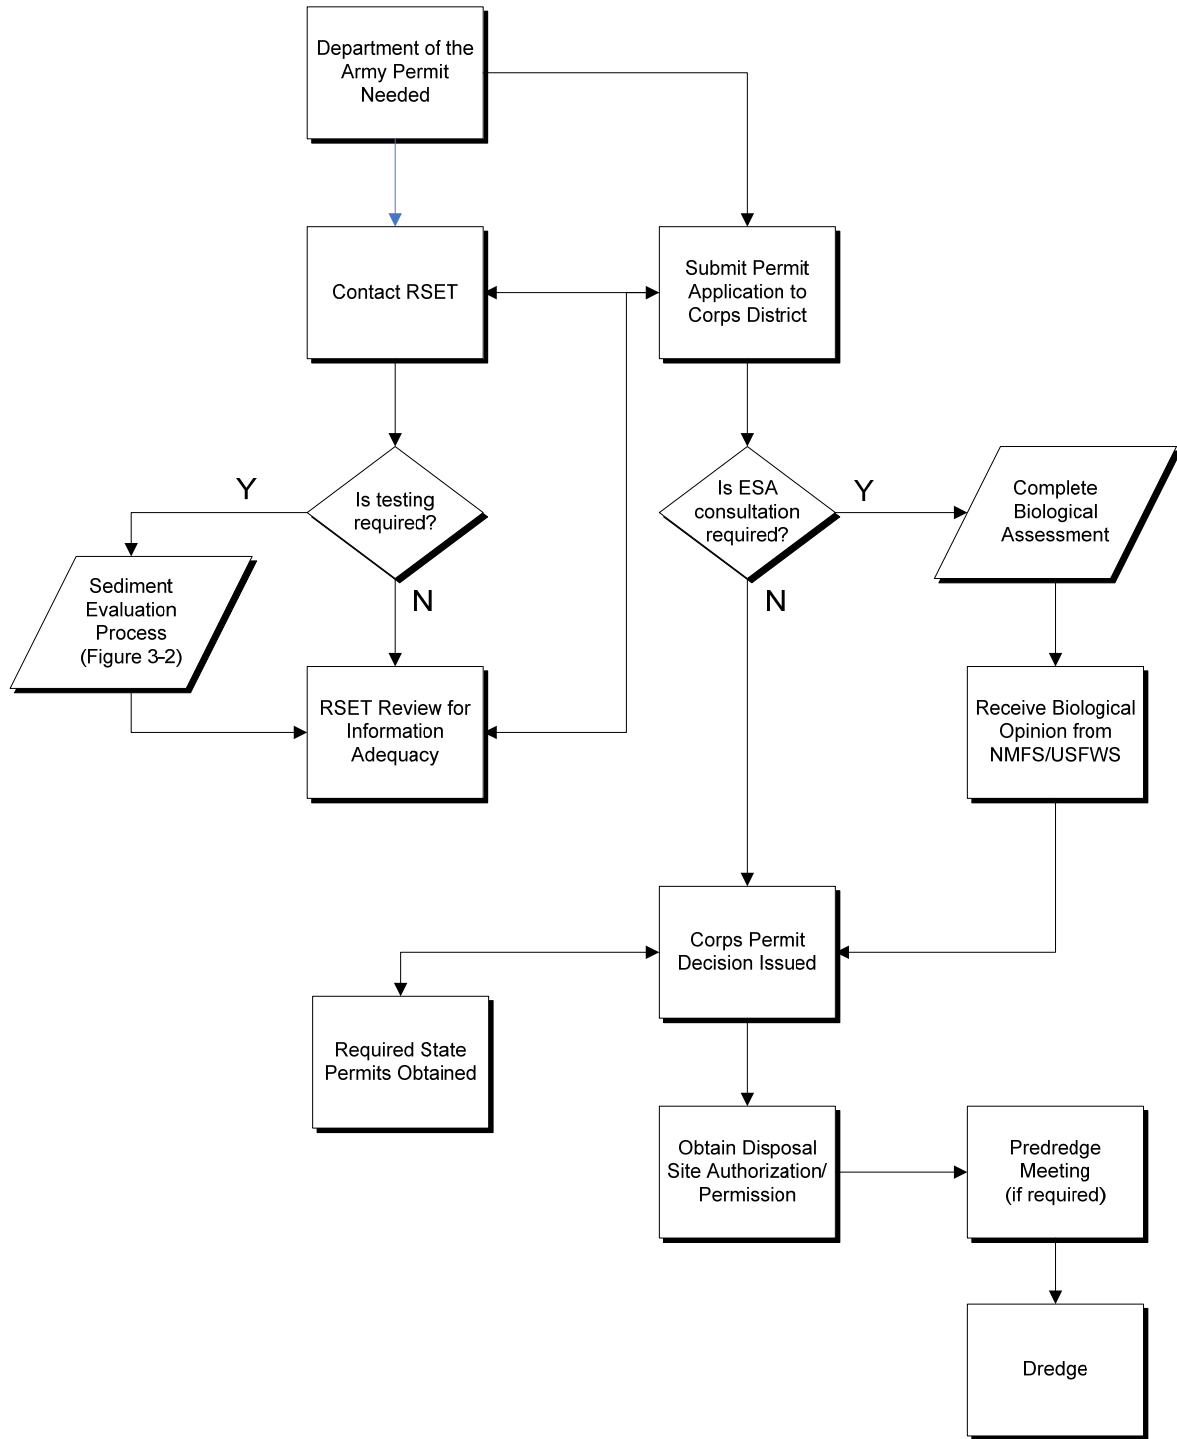 Department of the
Army Permit
Needed
Contact RSET
Submit Permit
Application to
Corps District
Is testing
required?
Y
N
Is ESA
consultation
required?
Y
N
Complete
Biological
Assessment
Sediment
Evaluation
Process
(Figure 3-2)
RSET Review for
Information
Adequacy
Receive Biological
Opinion from
NMFS/USFWS
Corps Permit
Decision Issued
Required State
Permits Obtained
Obtain Disposal
Site Authorization/
Permission
Predredge
Meeting
(if required)
Dredge